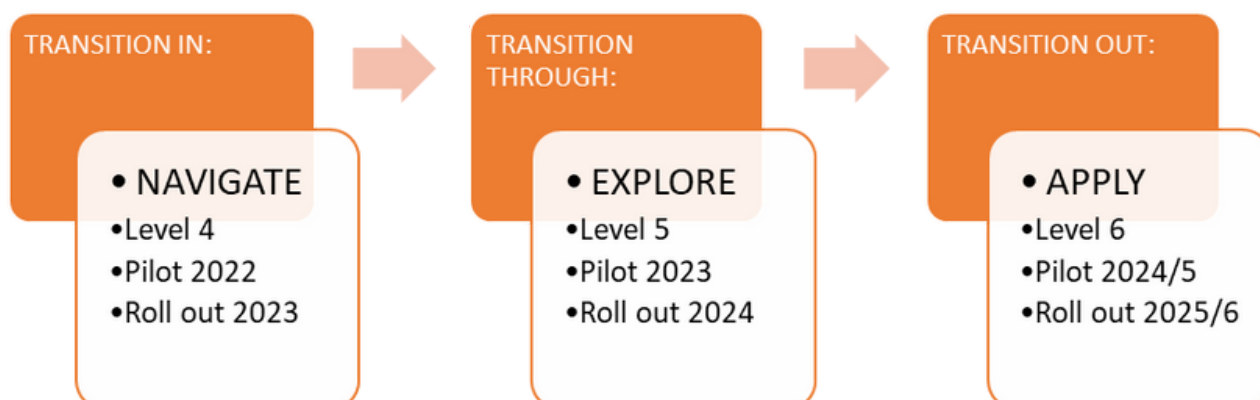 TRANSITION IN:
• NAVIGATE
•Level 4
•Pilot 2022
•Roll out 2023
TRANSITION
THROUGH:
• EXPLORE
•Level 5
•Pilot 2023
•Roll out 2024
TRANSITION OUT:
• APPLY
•Level 6
•Pilot 2024/5
•Roll out 2025/6